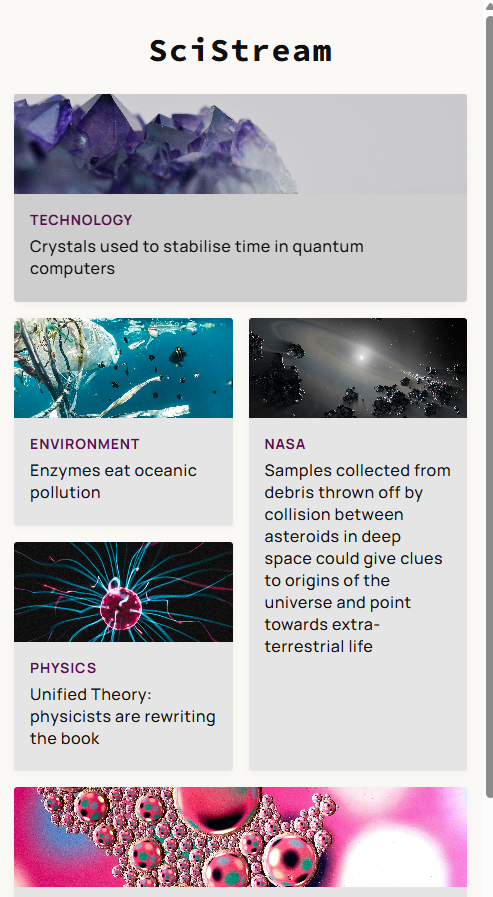 SciStream
TECHNOLOGY
Crystals used to stabilise time in quantum
computers
ENVIRONMENT
Enzymes eat oceanic
pollution
NASA
Samples collected from
debris thrown off by
collision between
asteroids in deep
space could give clues
to origins of the
universe and point
towards extra-
terrestrial life
PHYSICS
Unified Theory:
physicists are rewriting
the book